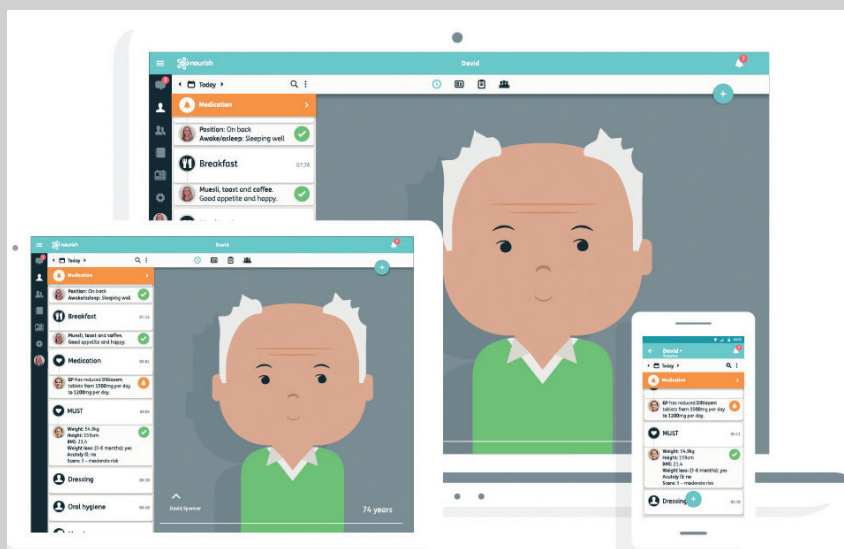 nourish
David
7
Today
Medication
Position: On back
Awake/asleep: Sleeping well
Breakfast
07:16
Muesli, toast and coffee.
Good appetite and happy.
nourish
David
Today
Medication
Position: On back
Awake/asleep: Sleeping well
Breakfast
Muesli, toast and coffee.
Good appetite and happy.
Medication
GP has reduced Diltiazem
tablets from 1500mg per day
to 1200mg per day.
MUST
Weight: 54.8kg
Height: 159cm
BMI: 21.4
Weight loss: (3-6 months): yes
Acutely ill: no
Score: 1 - moderate risk
Dressing
Oral hygiene
David Spencer
74 years
David
Today
Medication
GP has reduced Diltiazem
tablets from 1500mg per day
to 1200mg per day.
MUST
Weight: 54.8kg
Height: 159cm
BMI: 21.4
Weight loss: (3-6 months): yes
Acutely ill: no
Score: 1 - moderate risk
Dressing